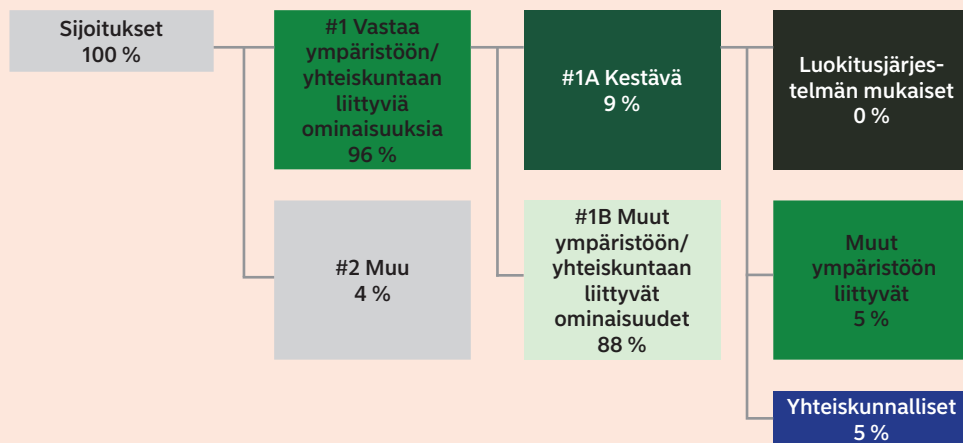 Sijoitukset
100 %
#1 Vastaa
ympäristöön/
yhteiskuntaan
liittyviä
ominaisuuksia
96 %
#2 Muu
4 %
#1A Kestävä
9 %
#1B Muut
ympäristöön/
yhteiskuntaan
liittyvät
ominaisuudet
88 %
Luokitusjärjes-
telmän mukaiset
0 %
Muut
ympäristöön
liittyvät
5 %
Yhteiskunnalliset
5 %